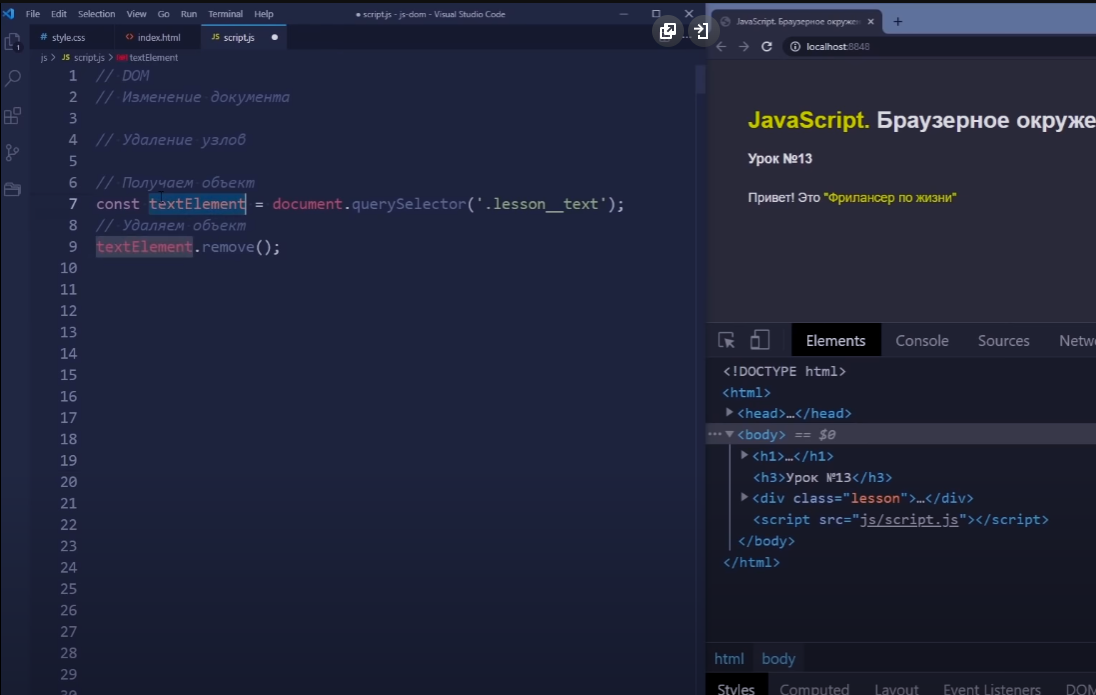 File Edit Selection View Go Run Terminal Help ● script.js - js-dom - Visual Studio Code
# style.css <> index.html JS script.js ●
js > JS script.js > textElement
1 // DOM
2 // Изменение документа
3
4 // Удаление узлов
5
6 // Получаем объект
7 const textElement = document.querySelector('.lesson__text');
8 // Удаляем объект
9 textElement.remove();
10
11
12
13
14
15
16
17
18
19
20
21
22
23
24
25
26
27
28
29
30
1
JavaScript. Браузерное окружен
localhost:8848
JavaScript. Браузерное окруже
Урок №13
Привет! Это "Фрилансер по жизни"
Elements Console Sources Netw
<!DOCTYPE html>
<html>
<head>…</head>
<body> == $0
<h1>…</h1>
<h3>Урок №13</h3>
<div class="lesson">…</div>
<script src="js/script.js"></script>
</body>
</html>
html body
Styles Computed Layout Event Listeners DOM